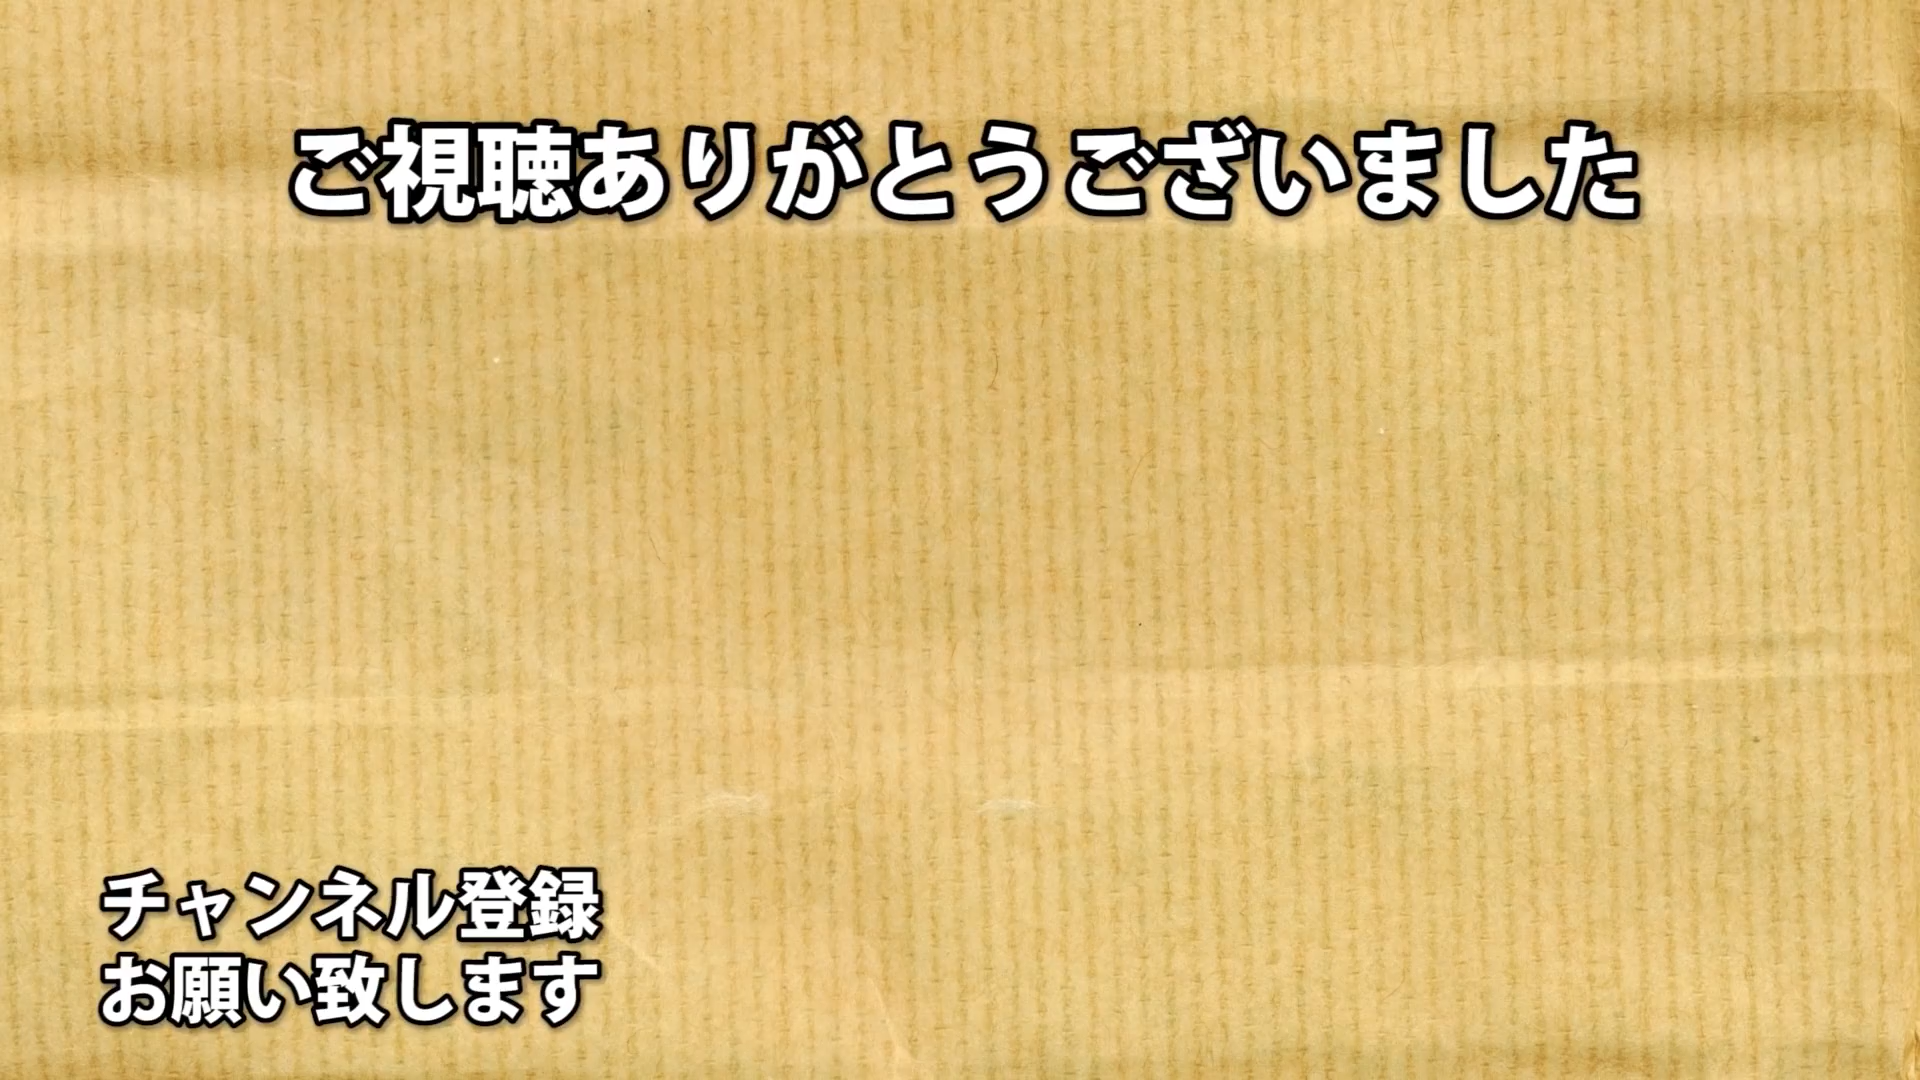 ご視聴ありがとうございました
チャンネル登録
お願い致します